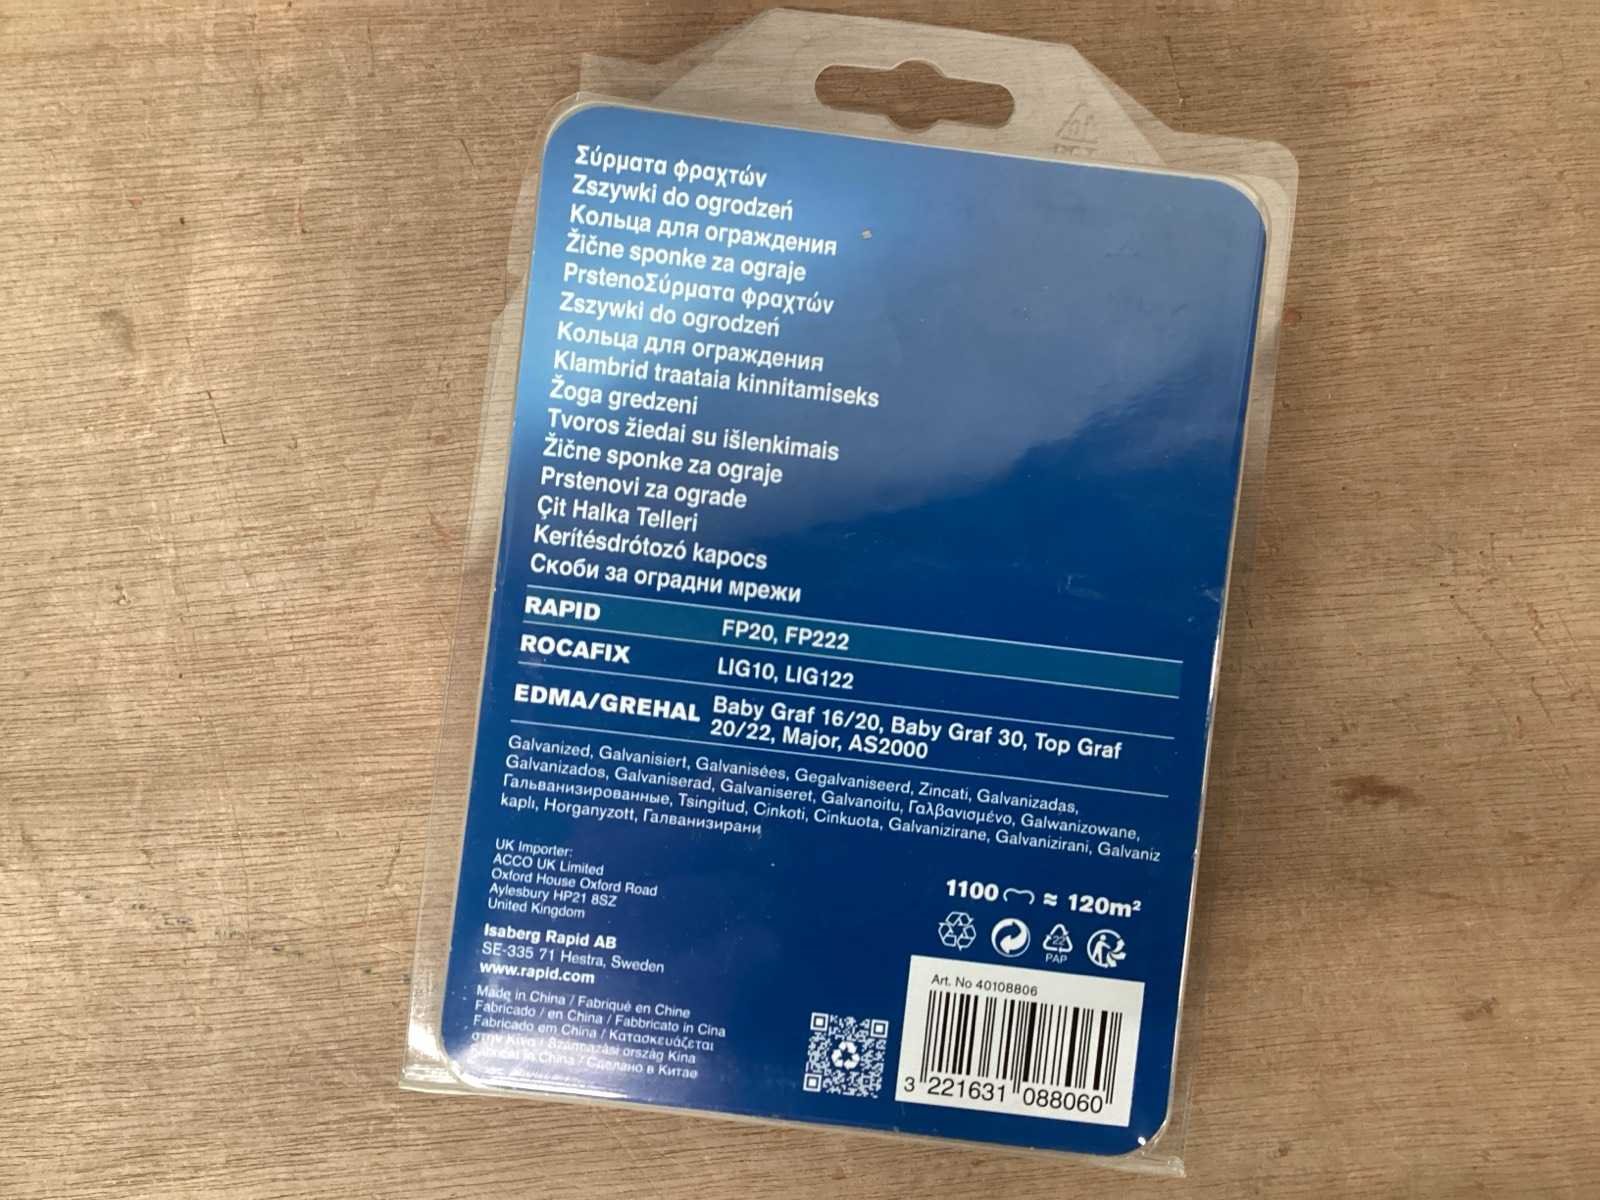 Σύρματα φραχτών
Zszywki do ogrodzeń
Кольца для ограждения
Žične sponke za ograje
PrstenoΣύρματα φραχτών
Zszywki do ogrodzeń
Кольца для ограждения
Klambrid traataia kinnitamiseks
Žoga gredzeni
Tvoros žiedai su išlenkimais
Žične sponke za ograje
Prstenovi za ograde
Çit Halka Telleri
Kerítésdrótozó kapocs
Скоби за оградни мрежи
RAPID FP20, FP222
ROCAFIX LIG10, LIG122
EDMA/GREHAL Baby Graf 16/20, Baby Graf 30, Top Graf
20/22, Major, AS2000
Galvanized, Galvanisiert, Galvanisées, Gegalvaniseerd, Zincati, Galvanizadas,
Galvanizados, Galvaniserad, Galvaniseret, Galvanoitu, Γαλβανισμένο, Galwanizowane,
Гальванизированные, Tsingitud, Cinkoti, Cinkuota, Galvanizirane, Galvanizirani, Galvaniz
kaplı, Horganyzott, Галванизирани
UK Importer:
ACCO UK Limited
Oxford House Oxford Road
Aylesbury HP21 8SZ
United Kingdom
Isaberg Rapid AB
SE-335 71 Hestra, Sweden
www.rapid.com
Made in China / Fabriqué en Chine
Fabricado / en China / Fabbricato in Cina
Fabricado em China / Κατασκευάζεται
στην Κίνα / Származási ország Kína
in China / Сделано в Китае
1100 ≈ 120m²
22
PAP
Art. No 40108806
3 221631 088060